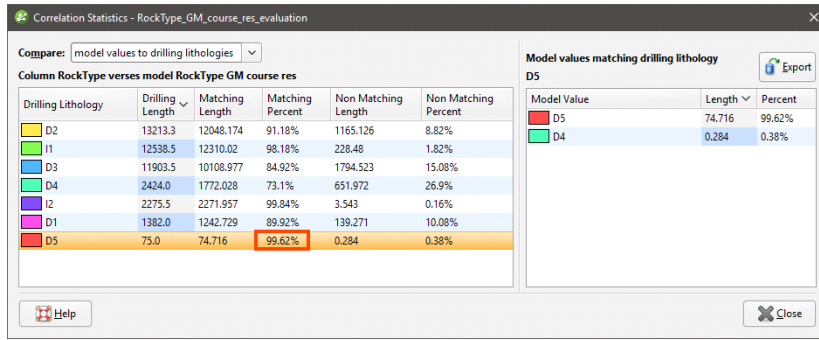 Correlation Statistics - RockType_GM_course_res_evaluation
Compare: model values to drilling lithologies
Column RockType verses model RockType GM course res
Drilling Lithology Drilling Length Matching Length Matching Percent Non Matching Length Non Matching Percent
D2 13213.3 12048.174 91.18% 1165.126 8.82%
I1 12538.5 12310.02 98.18% 228.48 1.82%
D3 11903.5 10108.977 84.92% 1794.523 15.08%
D4 2424.0 1772.028 73.1% 651.972 26.9%
I2 2275.5 2271.957 99.84% 3.543 0.16%
D1 1382.0 1242.729 89.92% 139.271 10.08%
D5 75.0 74.716 99.62% 0.284 0.38%
Model values matching drilling lithology
D5
Export
Model Value Length Percent
D5 74.716 99.62%
D4 0.284 0.38%
Help
Close